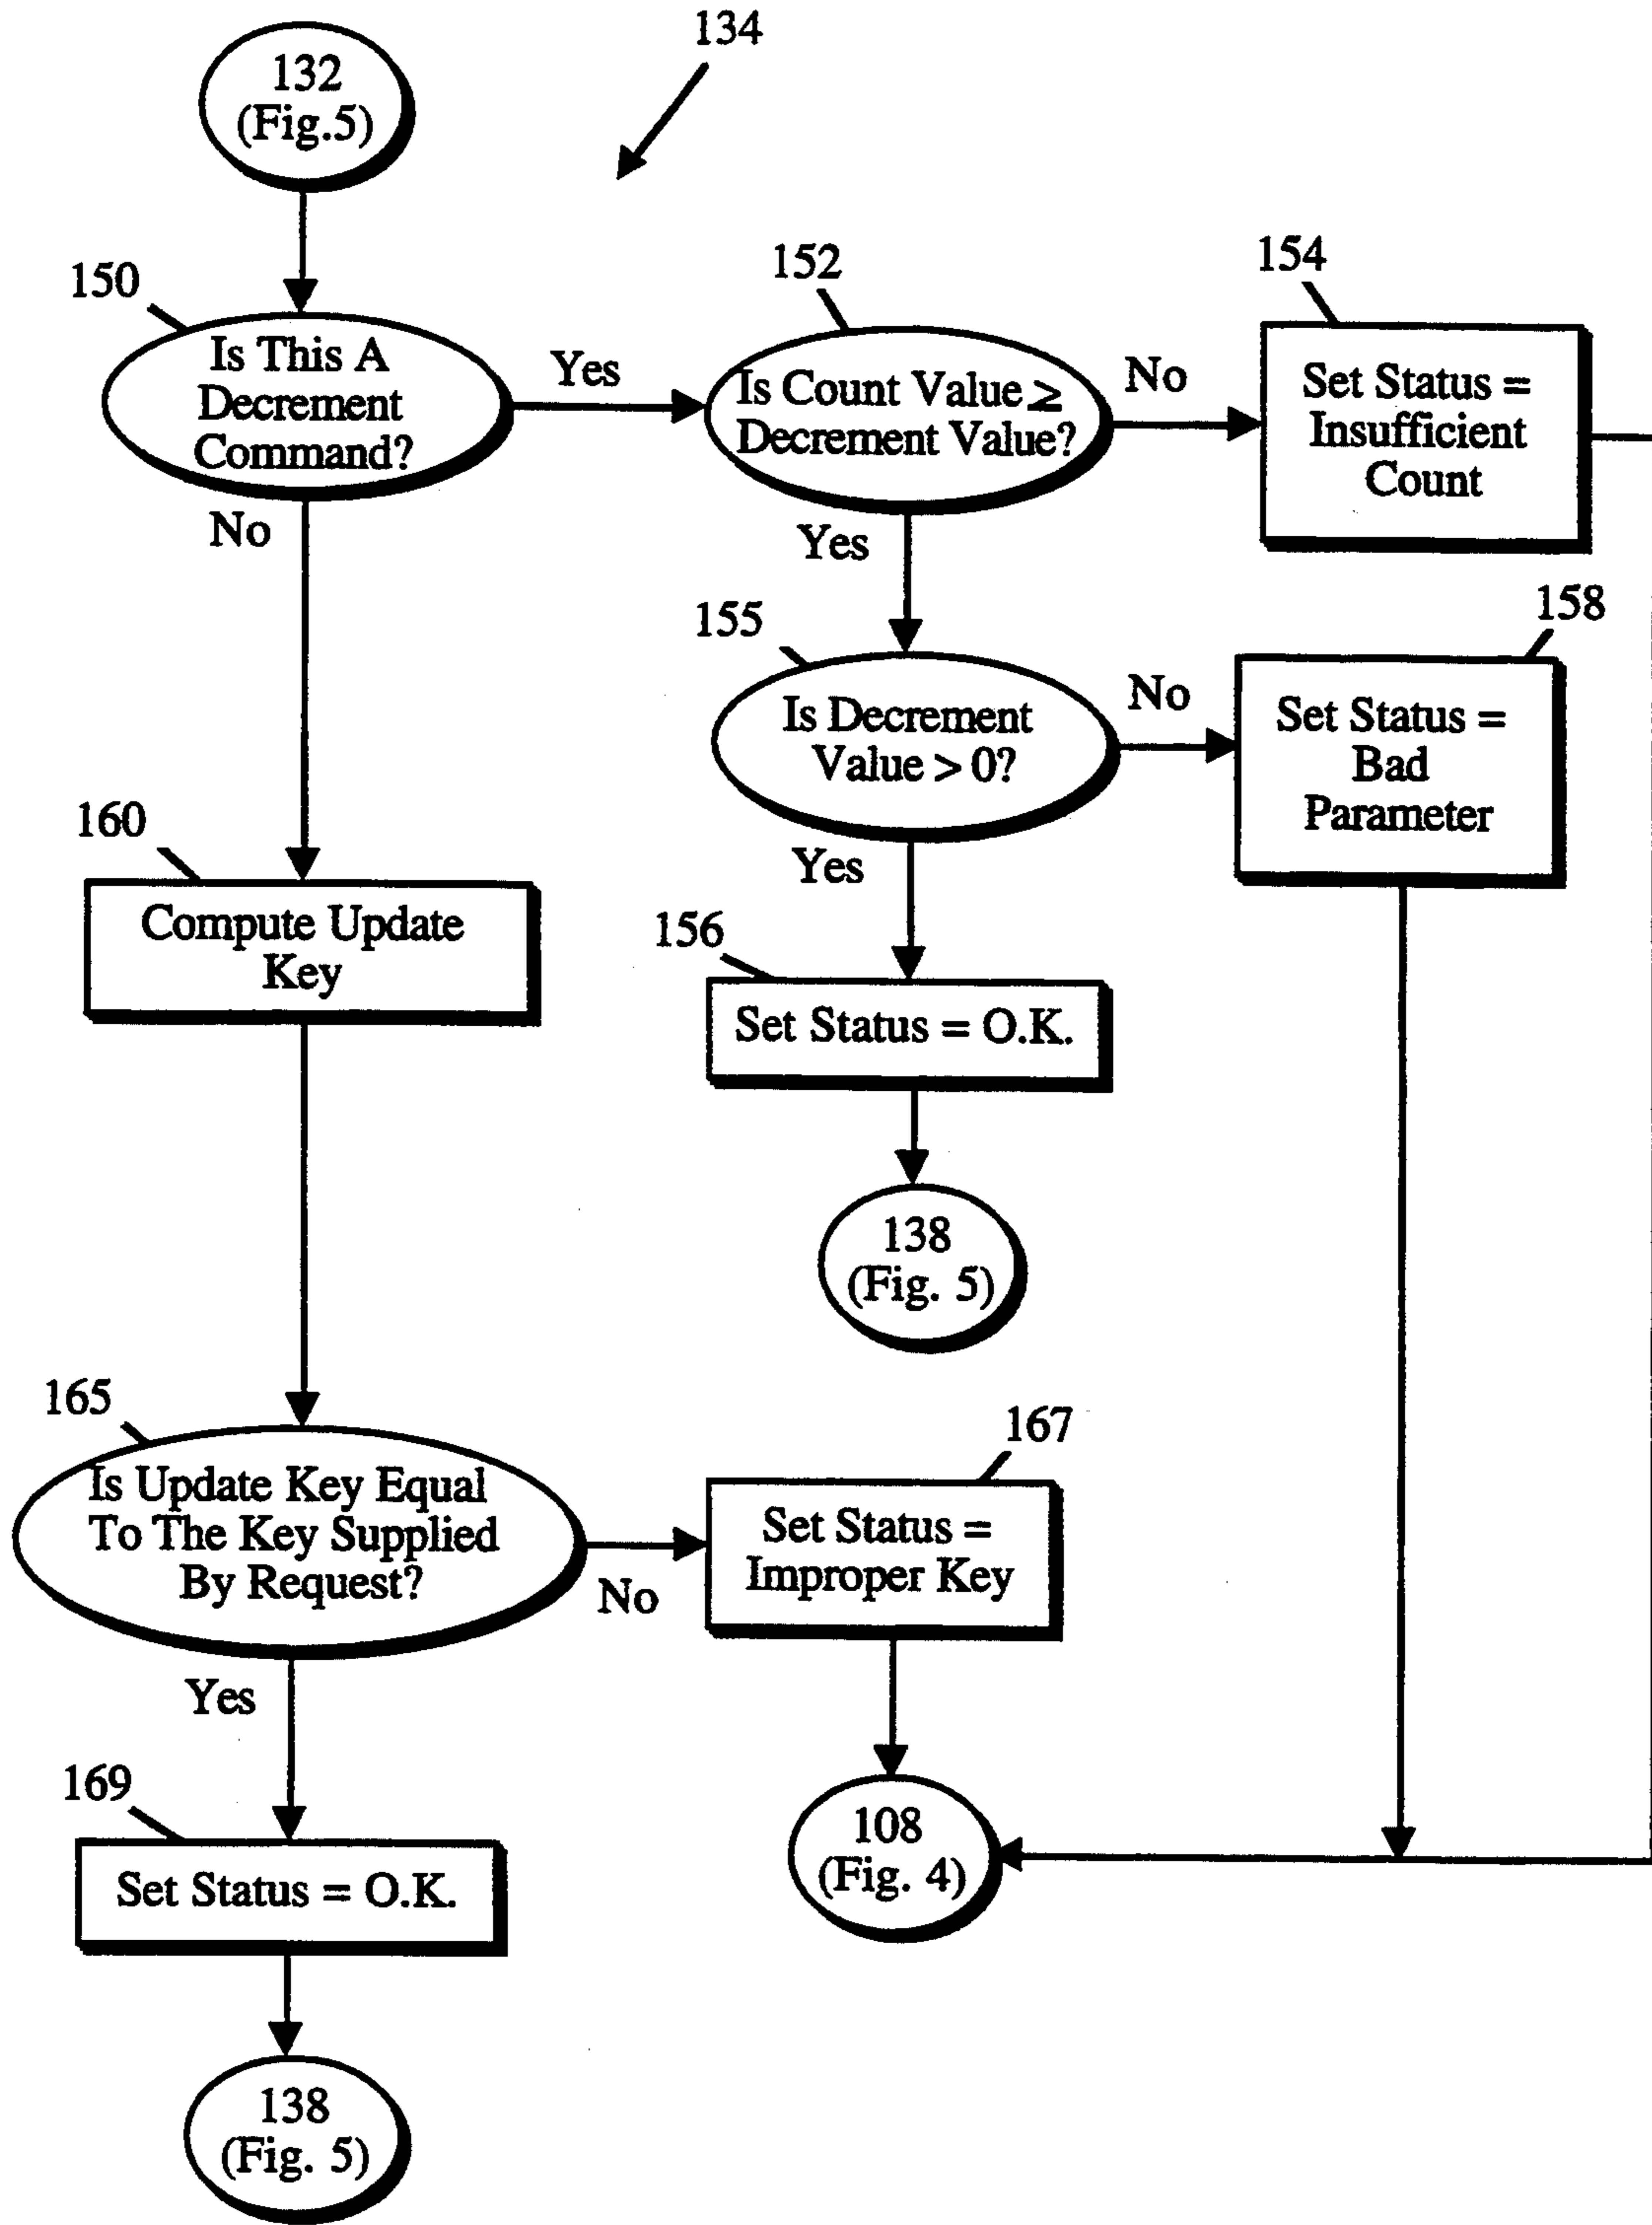 134
132
(Fig.5)
150
Is This A
Decrement
Command?
Yes
152
Is Count Value ≥
Decrement Value?
No
154
Set Status =
Insufficient
Count
No
Yes
155
Is Decrement
Value > 0?
No
158
Set Status =
Bad
Parameter
160
Compute Update
Key
Yes
156
Set Status = O.K.
138
(Fig. 5)
165
Is Update Key Equal
To The Key Supplied
By Request?
No
167
Set Status =
Improper Key
Yes
108
(Fig. 4)
169
Set Status = O.K.
138
(Fig. 5)